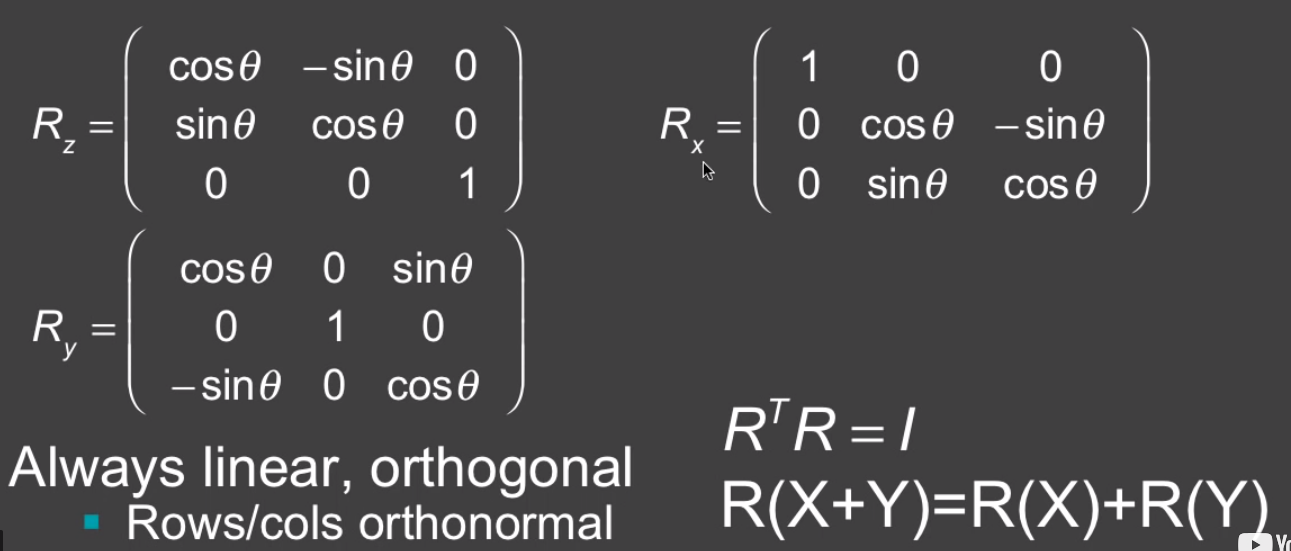 R_z = ( cosθ −sinθ 0
sinθ cosθ 0
0 0 1 )
R_x = ( 1 0 0
0 cosθ −sinθ
0 sinθ cosθ )
R_y = ( cosθ 0 sinθ
0 1 0
−sinθ 0 cosθ )
Always linear, orthogonal
▪ Rows/cols orthonormal
R^T R = I
R(X+Y)=R(X)+R(Y)